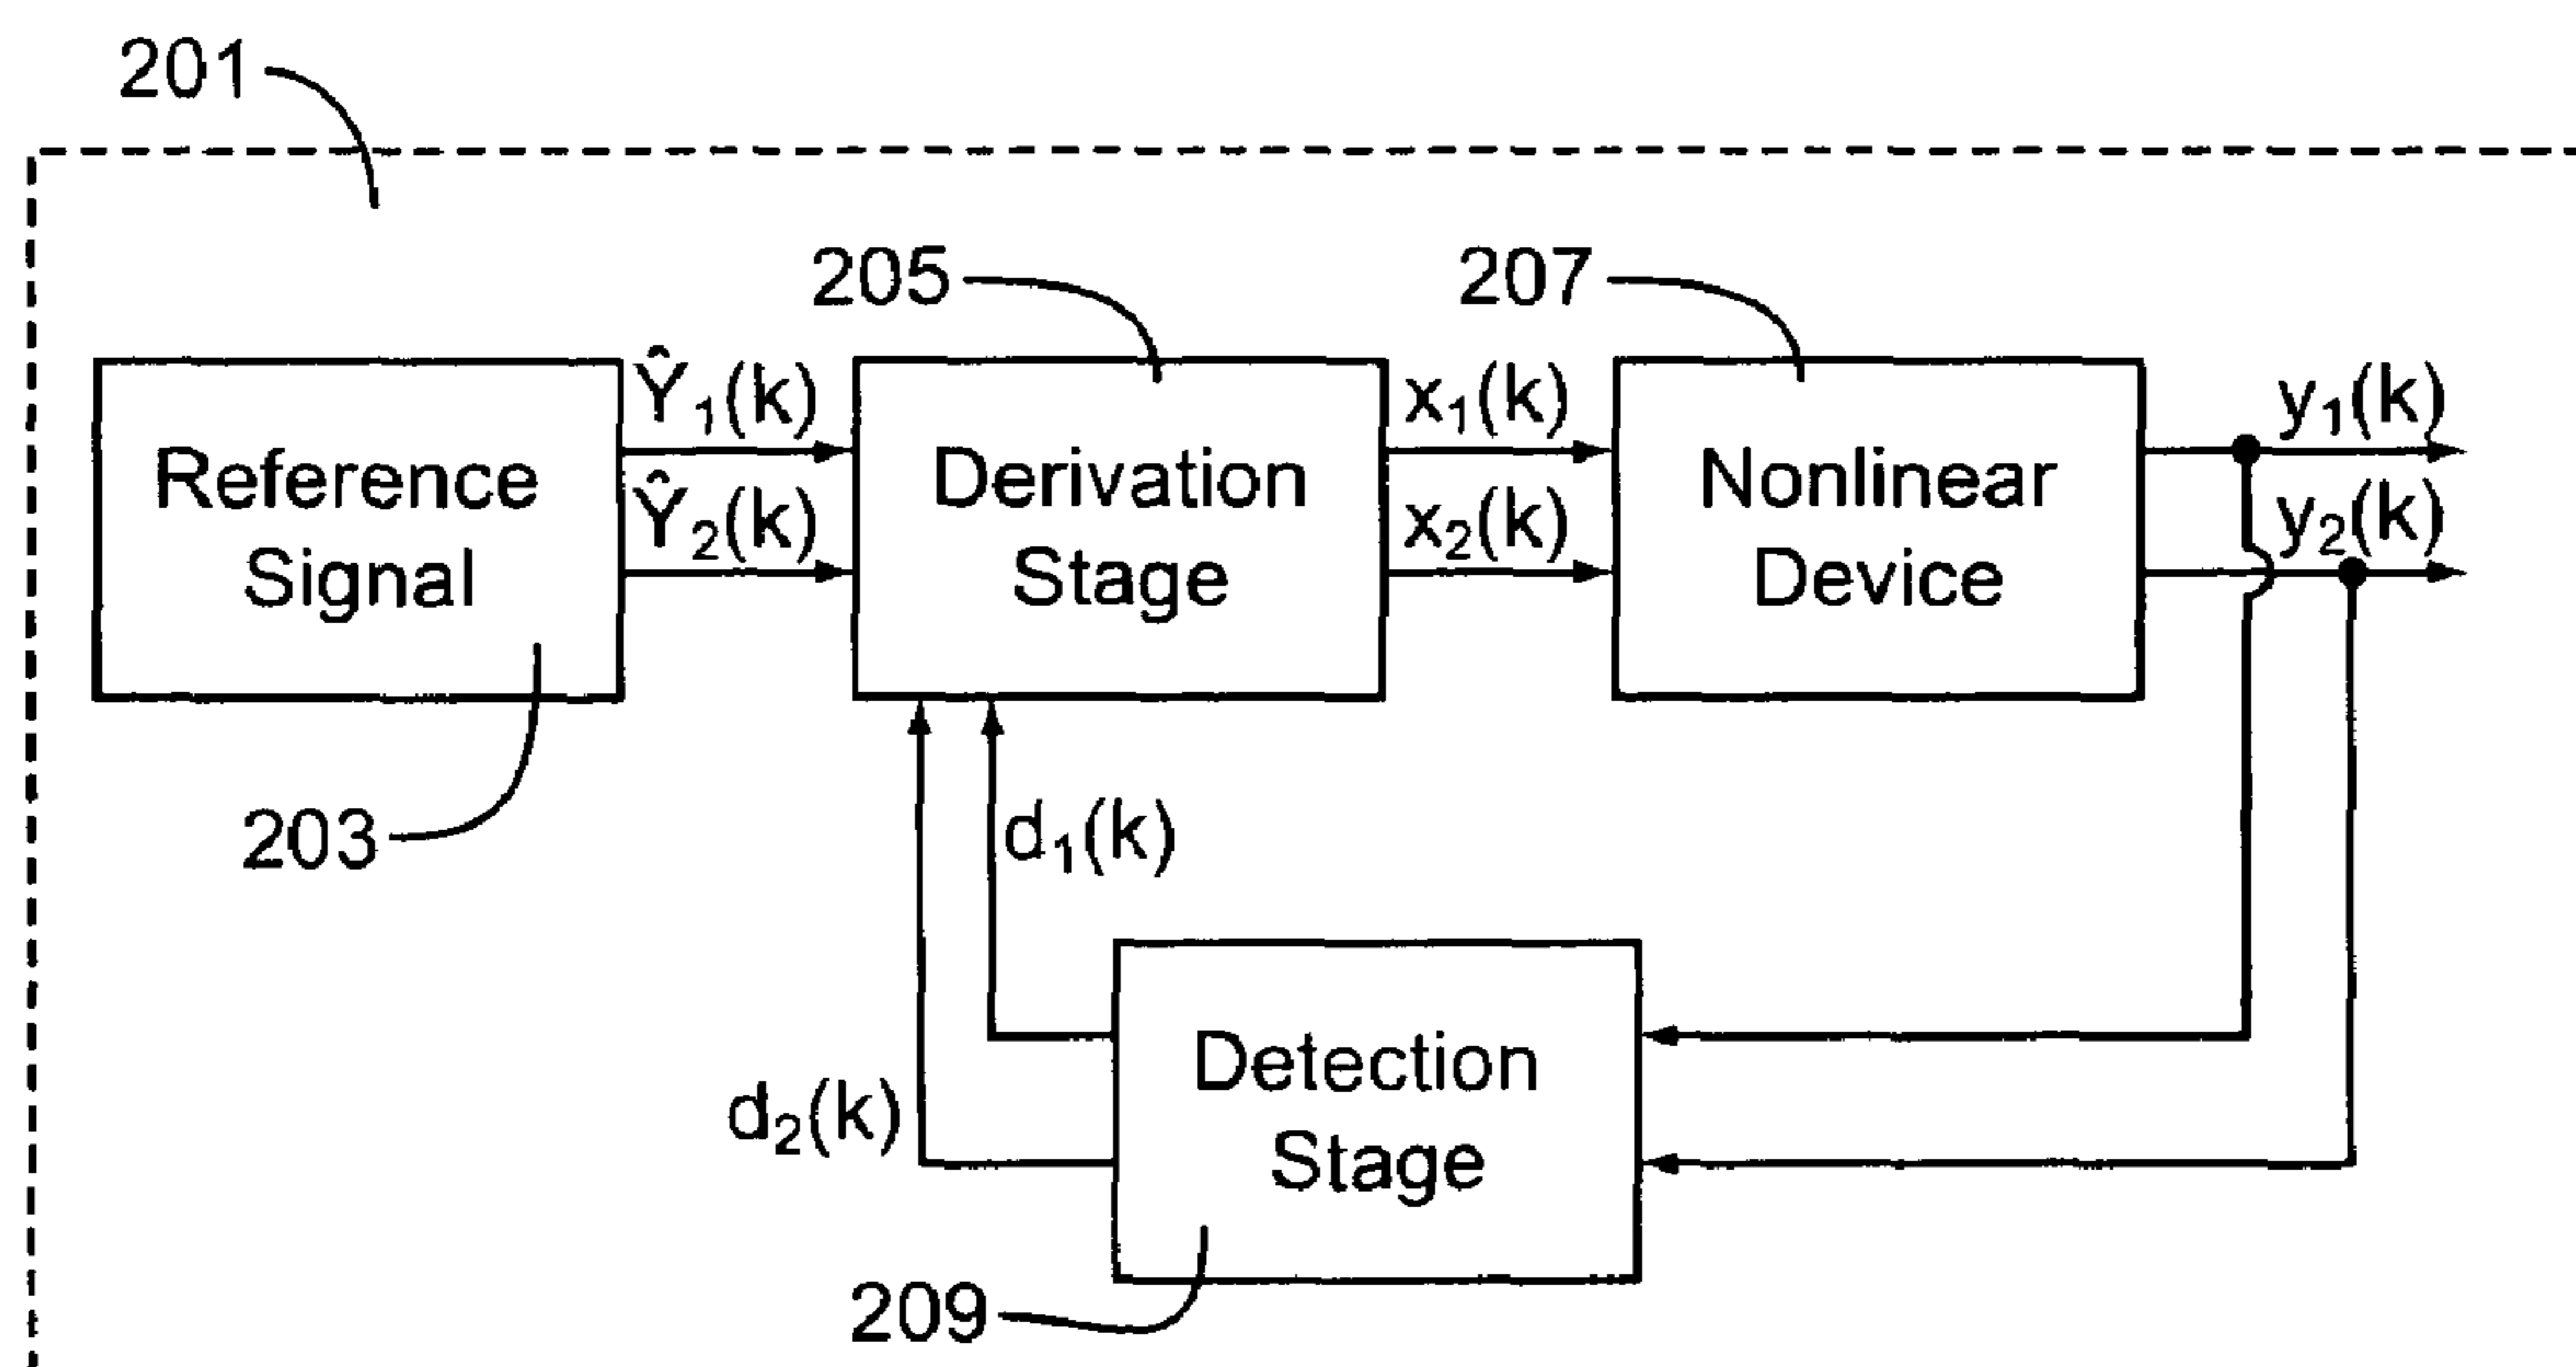 201
205
207
Ŷ₁(k)
x₁(k)
y₁(k)
Reference
Signal
Ŷ₂(k)
Derivation
Stage
x₂(k)
Nonlinear
Device
y₂(k)
203
d₁(k)
d₂(k)
Detection
Stage
209